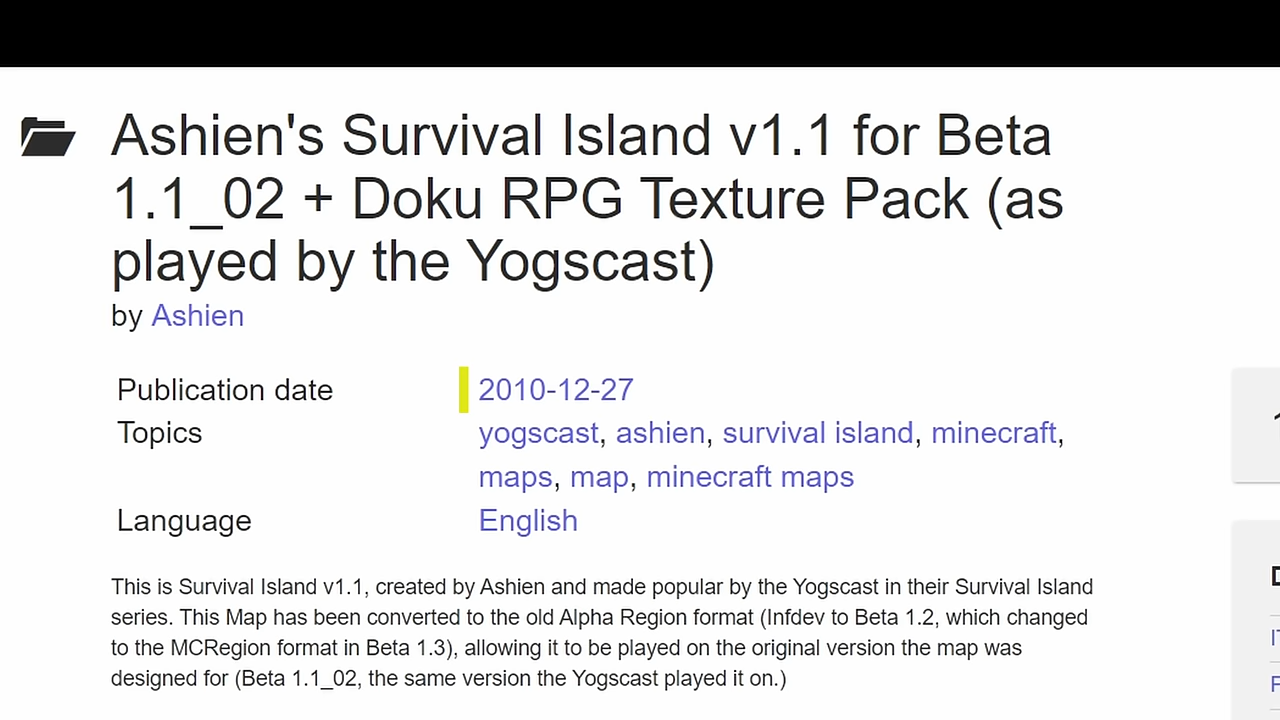 Ashien's Survival Island v1.1 for Beta
1.1_02 + Doku RPG Texture Pack (as
played by the Yogscast)
by Ashien
Publication date 2010-12-27
Topics yogscast, ashien, survival island, minecraft,
maps, map, minecraft maps
Language English
This is Survival Island v1.1, created by Ashien and made popular by the Yogscast in their Survival Island
series. This Map has been converted to the old Alpha Region format (Infdev to Beta 1.2, which changed
to the MCRegion format in Beta 1.3), allowing it to be played on the original version the map was
designed for (Beta 1.1_02, the same version the Yogscast played it on.)